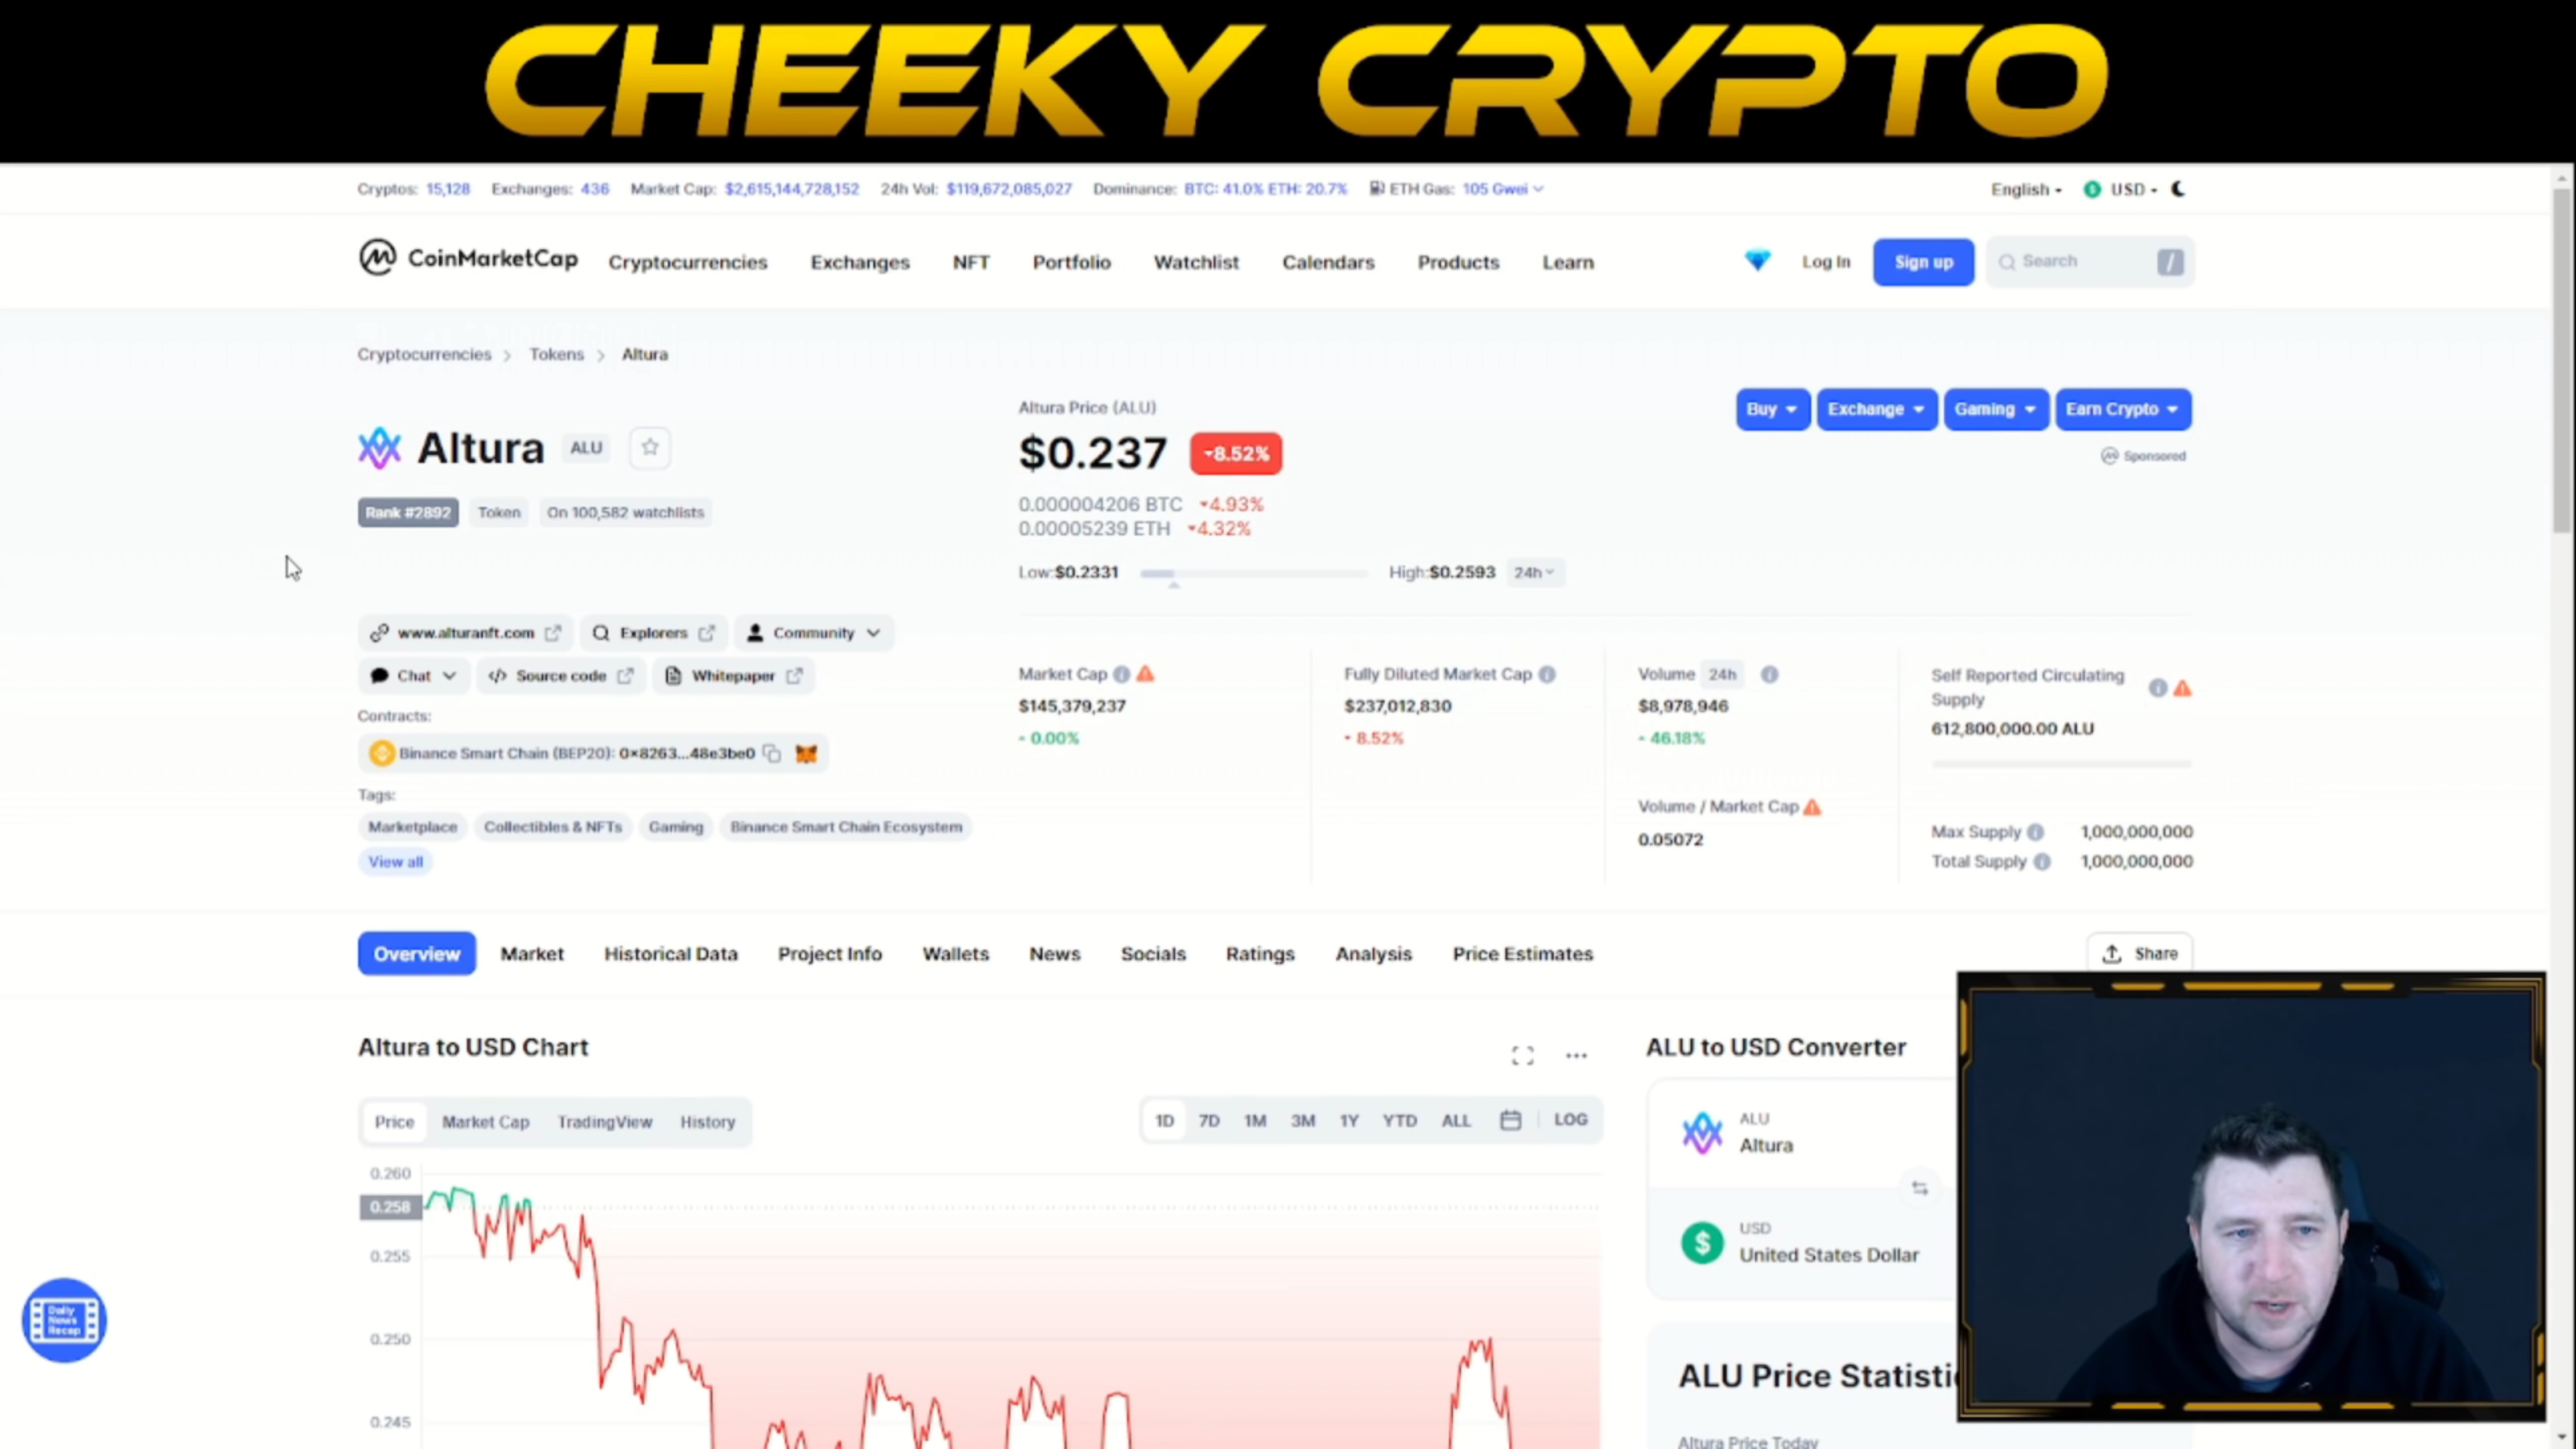 CHEEKY CRYPTO
Cryptos: 15,128 Exchanges: 436 Market Cap: $2,615,144,728,152 24h Vol: $119,672,085,027 Dominance: BTC: 41.0% ETH: 20.7% ETH Gas: 105 Gwei English USD
CoinMarketCap Cryptocurrencies Exchanges NFT Portfolio Watchlist Calendars Products Learn Log In Sign up Search /
Cryptocurrencies > Tokens > Altura
Altura Price (ALU)
Buy Exchange Gaming Earn Crypto
Altura ALU $0.237 8.52%
Sponsored
Rank #2892 Token On 100,582 watchlists
0.000004206 BTC 4.93%
0.00005239 ETH 4.32%
Low:$0.2331 High:$0.2593 24h
www.alturanft.com Explorers Community
Chat Source code Whitepaper
Contracts:
Binance Smart Chain (BEP20): 0x8263...48e3be0
Tags:
Marketplace Collectibles & NFTs Gaming Binance Smart Chain Ecosystem
View all
Market Cap
$145,379,237
0.00%
Fully Diluted Market Cap
$237,012,830
8.52%
Volume 24h
$8,978,946
46.18%
Volume / Market Cap
0.05072
Self Reported Circulating
Supply
612,800,000.00 ALU
Max Supply 1,000,000,000
Total Supply 1,000,000,000
Overview Market Historical Data Project Info Wallets News Socials Ratings Analysis Price Estimates Share
Altura to USD Chart
Price Market Cap TradingView History 1D 7D 1M 3M 1Y YTD ALL LOG
0.260
0.258
0.255
0.250
0.245
ALU to USD Converter
ALU
Altura
USD
United States Dollar
ALU Price Statisti
Altura Price Today
Daily
News
Recap